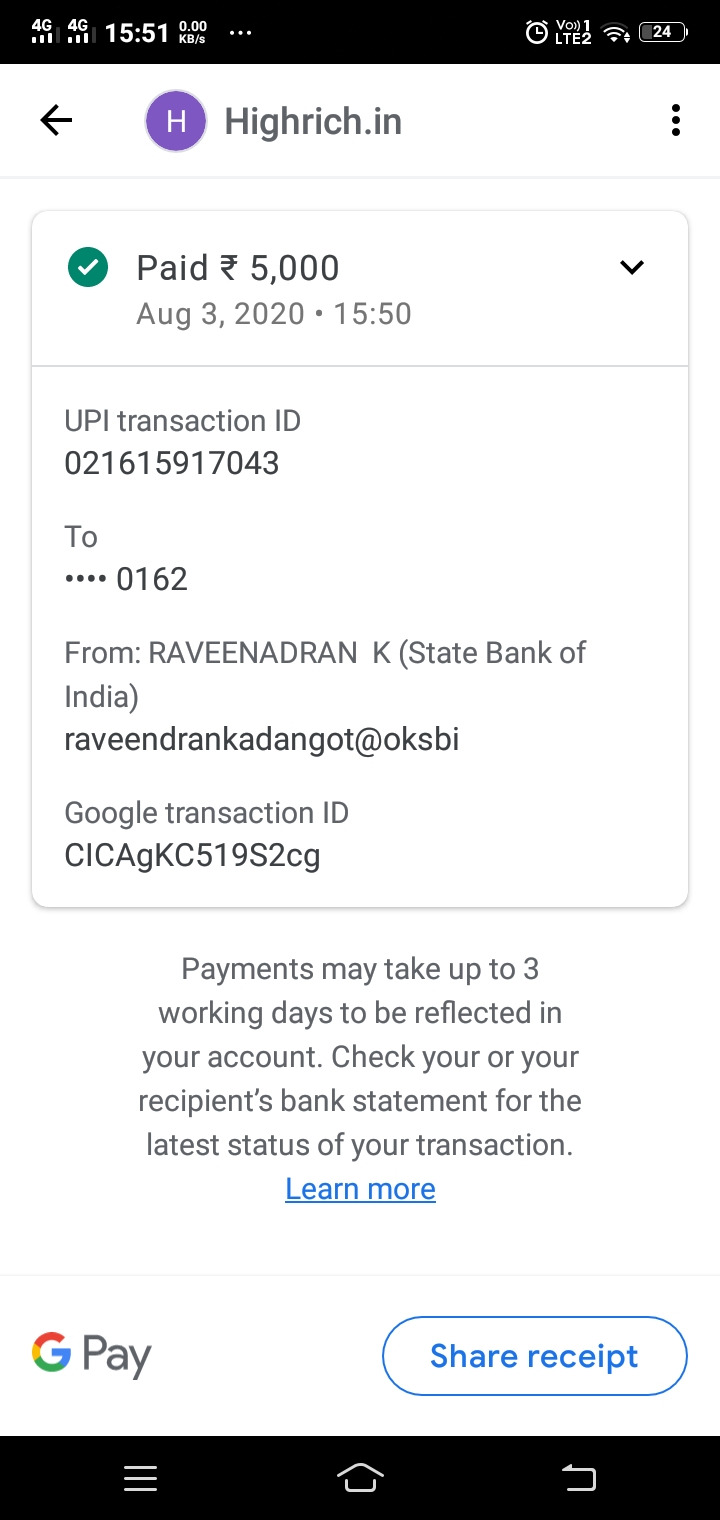 4G 4G 15:51 0.00 KB/s ... Vo)) 1 LTE2 24
H Highrich.in
Paid ₹ 5,000
Aug 3, 2020 • 15:50
UPI transaction ID
021615917043
To
•••• 0162
From: RAVEENADRAN K (State Bank of
India)
raveendrankadangot@oksbi
Google transaction ID
CICAgKC519S2cg
Payments may take up to 3
working days to be reflected in
your account. Check your or your
recipient’s bank statement for the
latest status of your transaction.
Learn more
G Pay
Share receipt